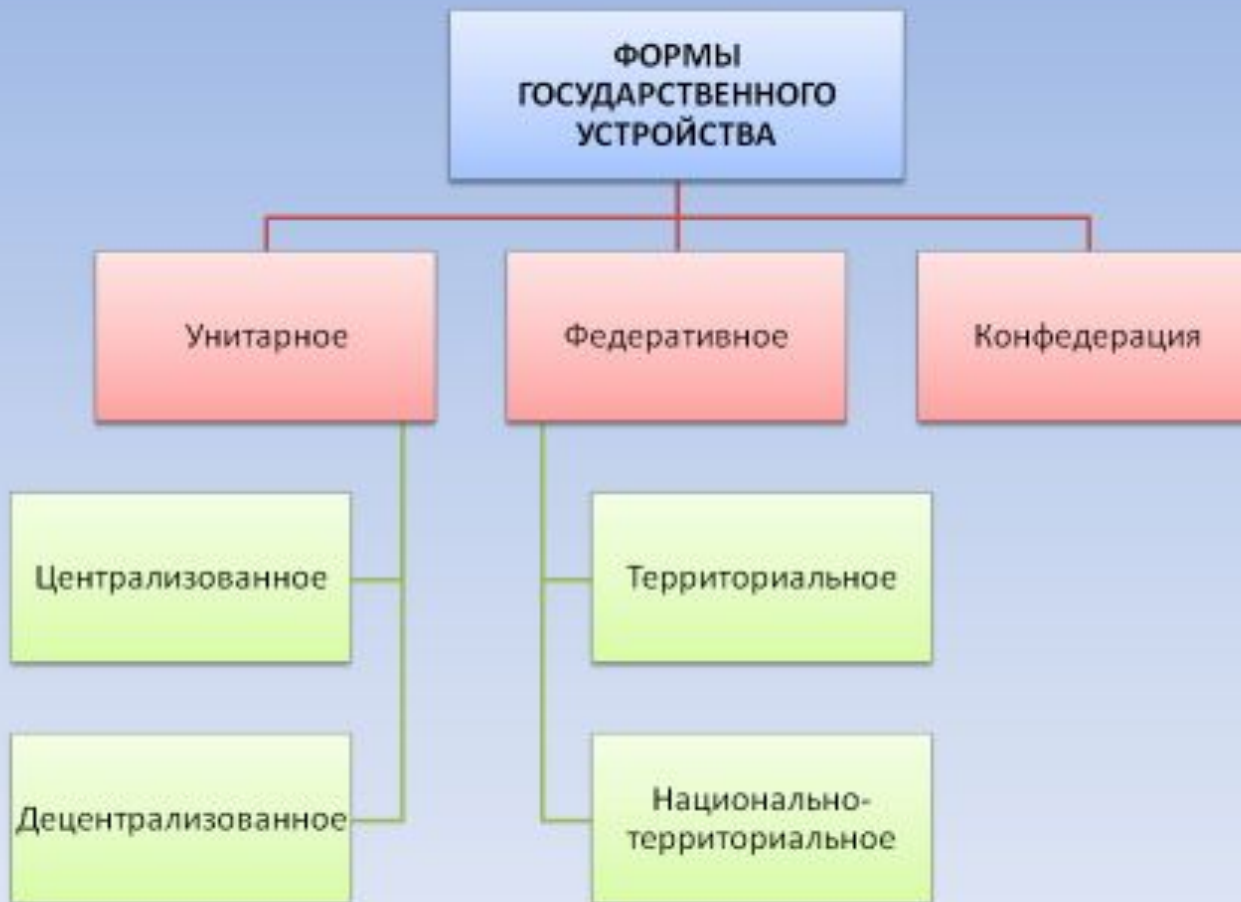 ФОРМЫ
ГОСУДАРСТВЕННОГО
УСТРОЙСТВА
Унитарное
Федеративное
Конфедерация
Централизованное
Территориальное
Децентрализованное
Национально-
территориальное